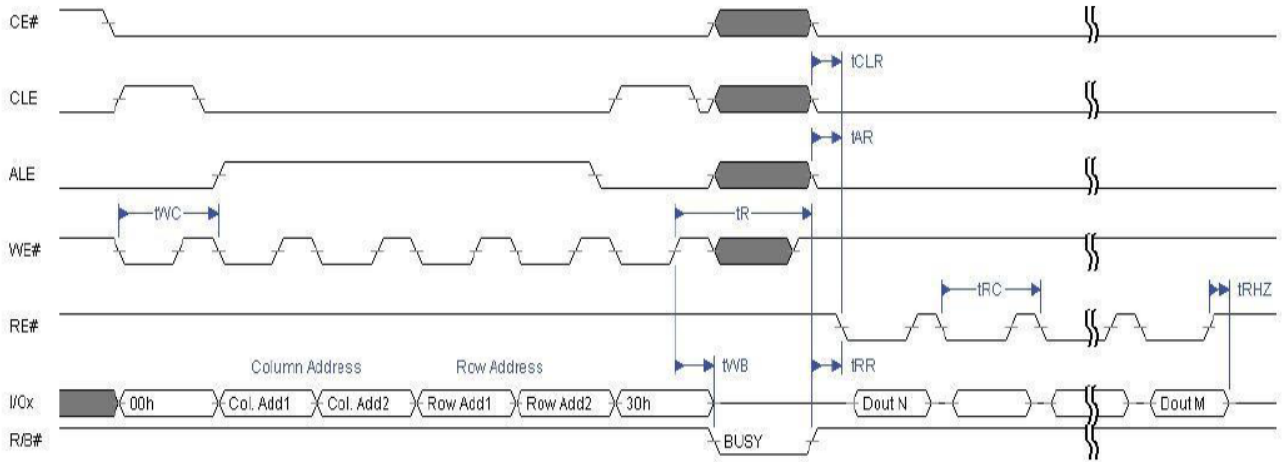 CE#
tCLR
CLE
tAR
ALE
tWC
tR
WE#
tRC
tRHZ
RE#
Column Address Row Address
tWB
tRR
I/Ox 00h Col. Add1 Col. Add2 Row Add1 Row Add2 30h Dout N Dout M
R/B# BUSY